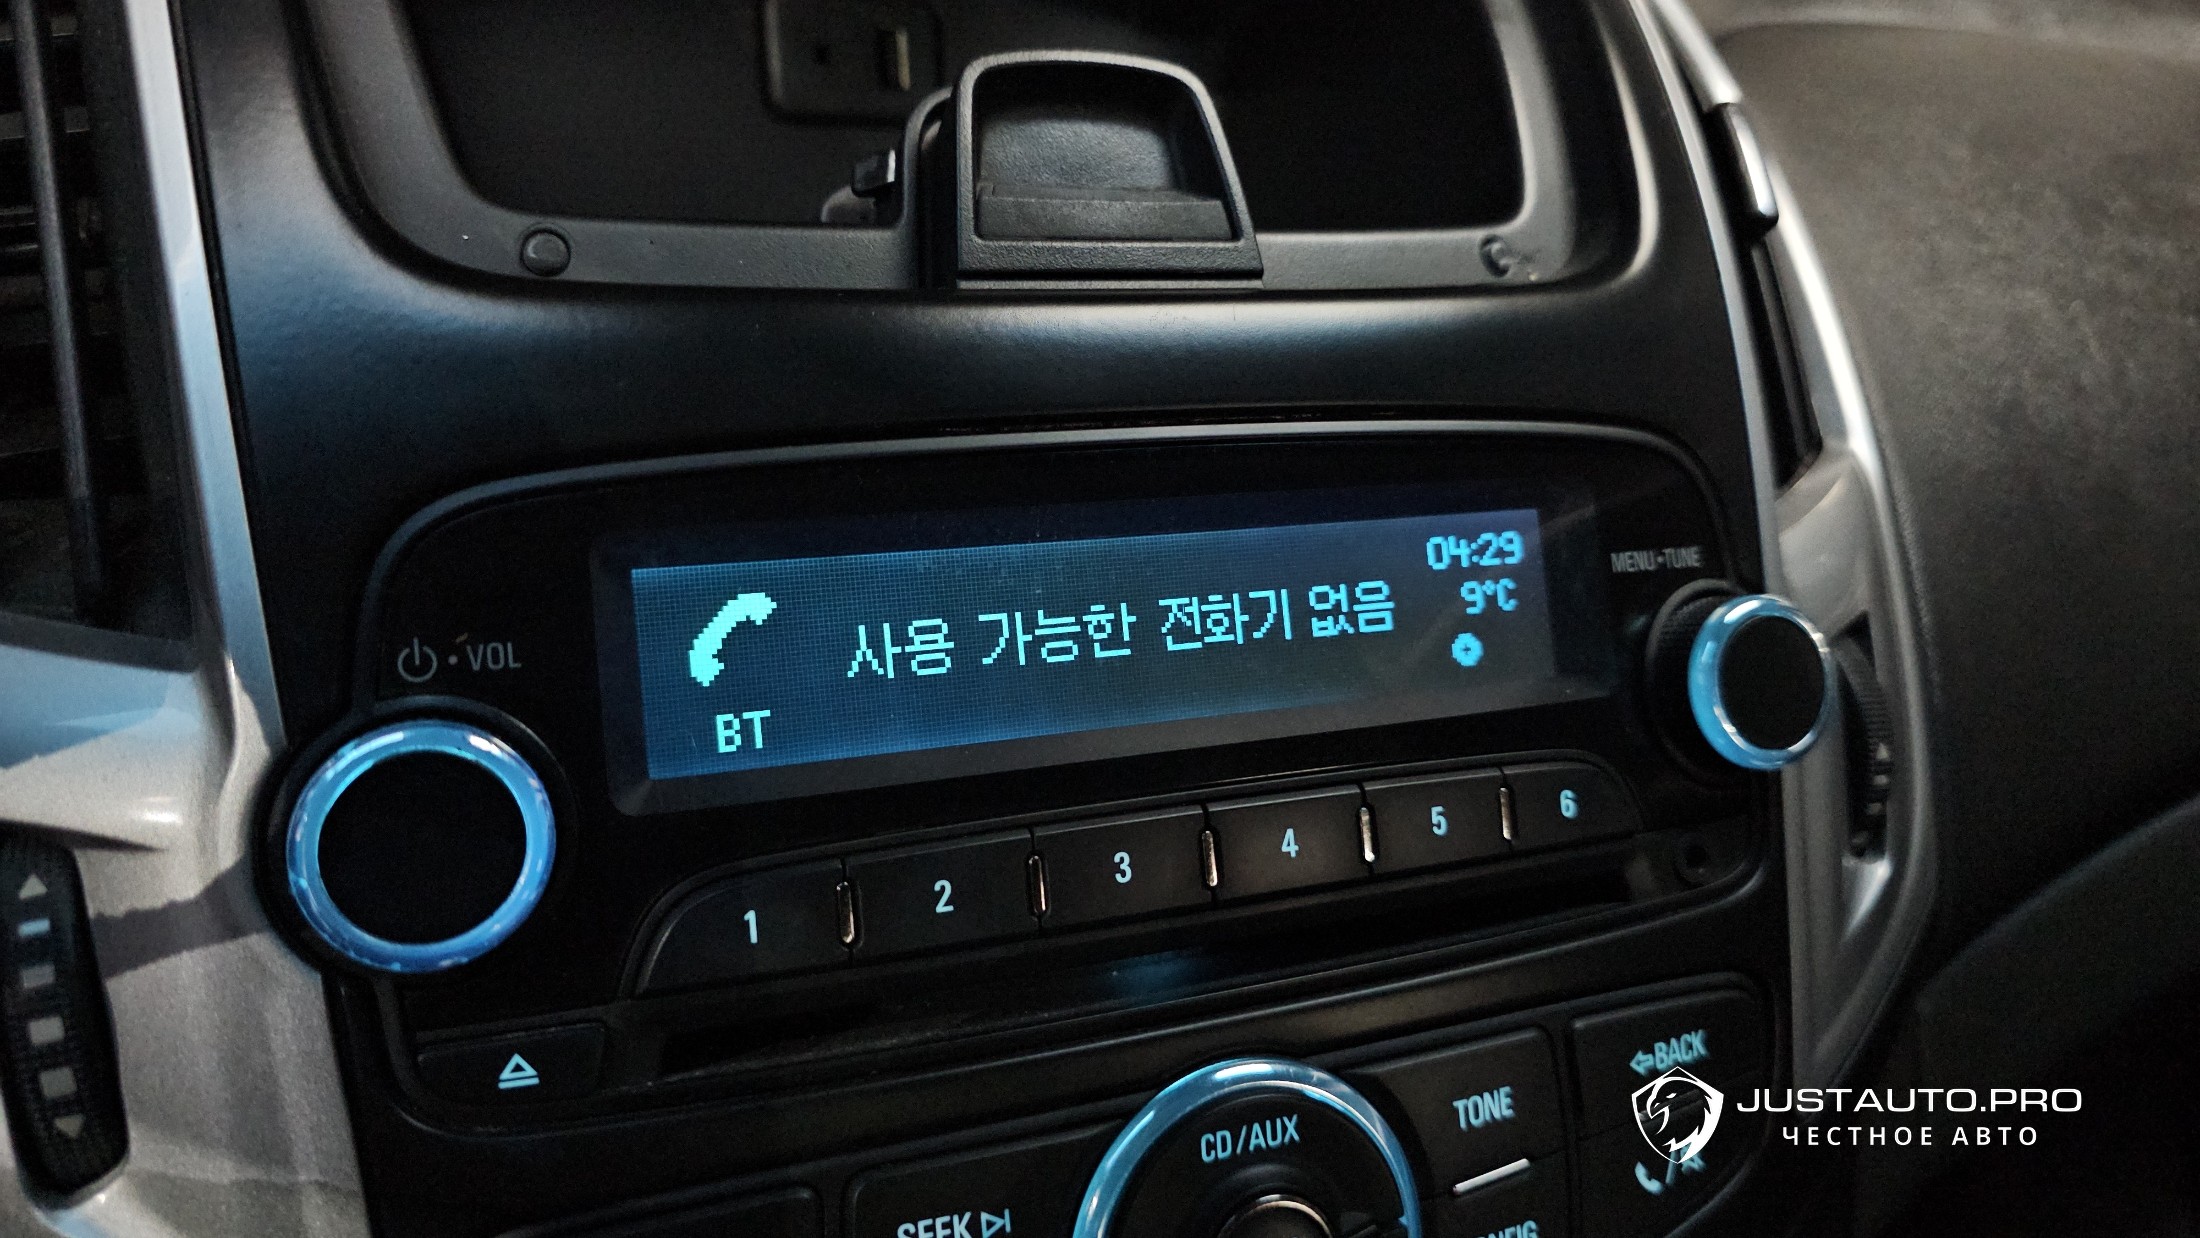 04:29
MENU•TUNE
사용 가능한 전화기 없음
9°C
•VOL
BT
1 2 3 4 5 6
BACK
TONE
JUSTAUTO.PRO
CD/AUX
ЧЕСТНОЕ АВТО
SEEK